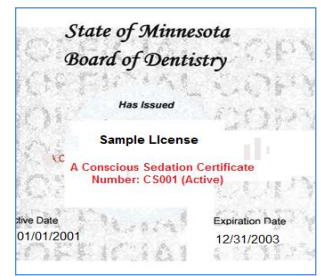 State of Minnesota
Board of Dentistry
Has Issued
Sample License
A Conscious Sedation Certificate
Number: CS001 (Active)
tive Date
Expiration Date
01/01/2001
12/31/2003